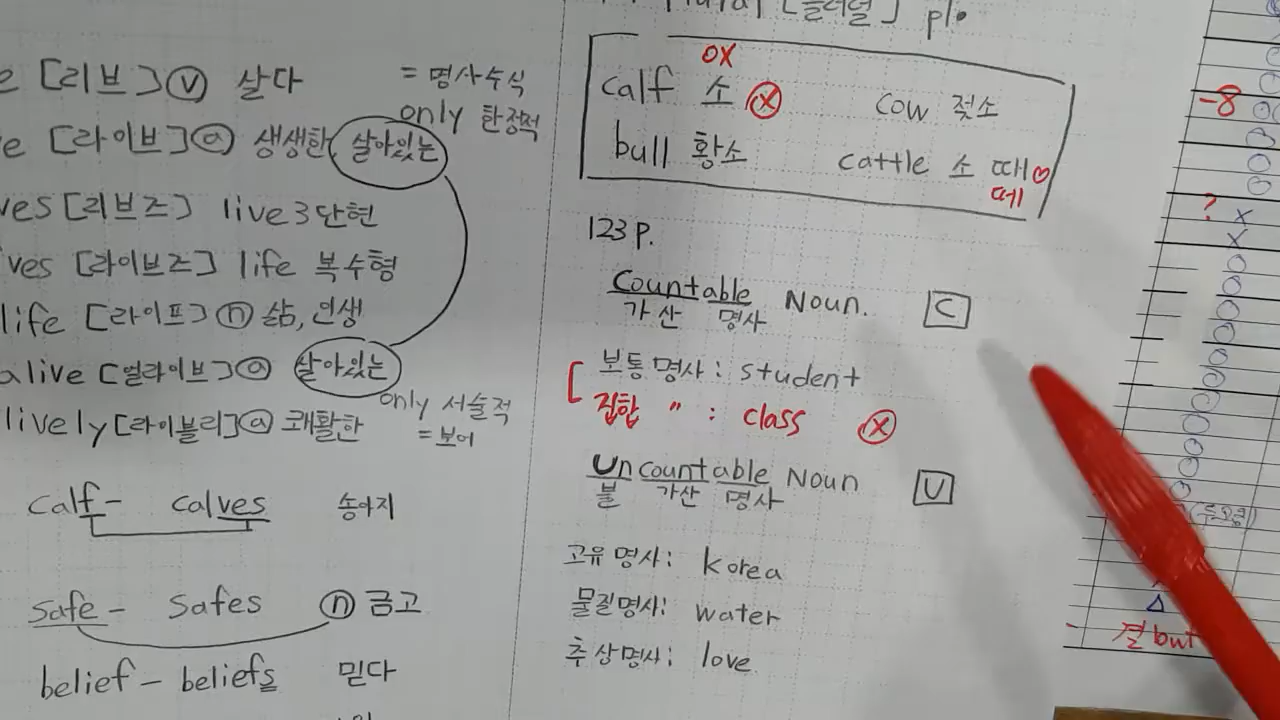 e [리브] ⓥ 살다 = 명사수식
e [라이브] ⓐ 생생한, 살아있는 only 한정적
ves [리브즈] live 3단현
ves [라이브즈] life 복수형
life [라이프] ⓝ 삶, 인생
alive [얼라이브] ⓐ 살아있는
only 서술적
lively [라이블리] ⓐ 쾌활한 = 보어
calf - calves 송아지
safe - safes ⓝ 금고
belief - beliefs 믿다
plural [플러럴] pl.
OX
calf 소 ⓧ cow 젖소
bull 황소 cattle 소 때♡
떼
123 p.
Countable Noun. C
가산 명사
보통명사 : student
집합 〃 : class ⓧ
Uncountable Noun U
불 가산 명사
고유명사 : korea
물질명사 : water
추상명사 : love
-8
? x
x
△
but